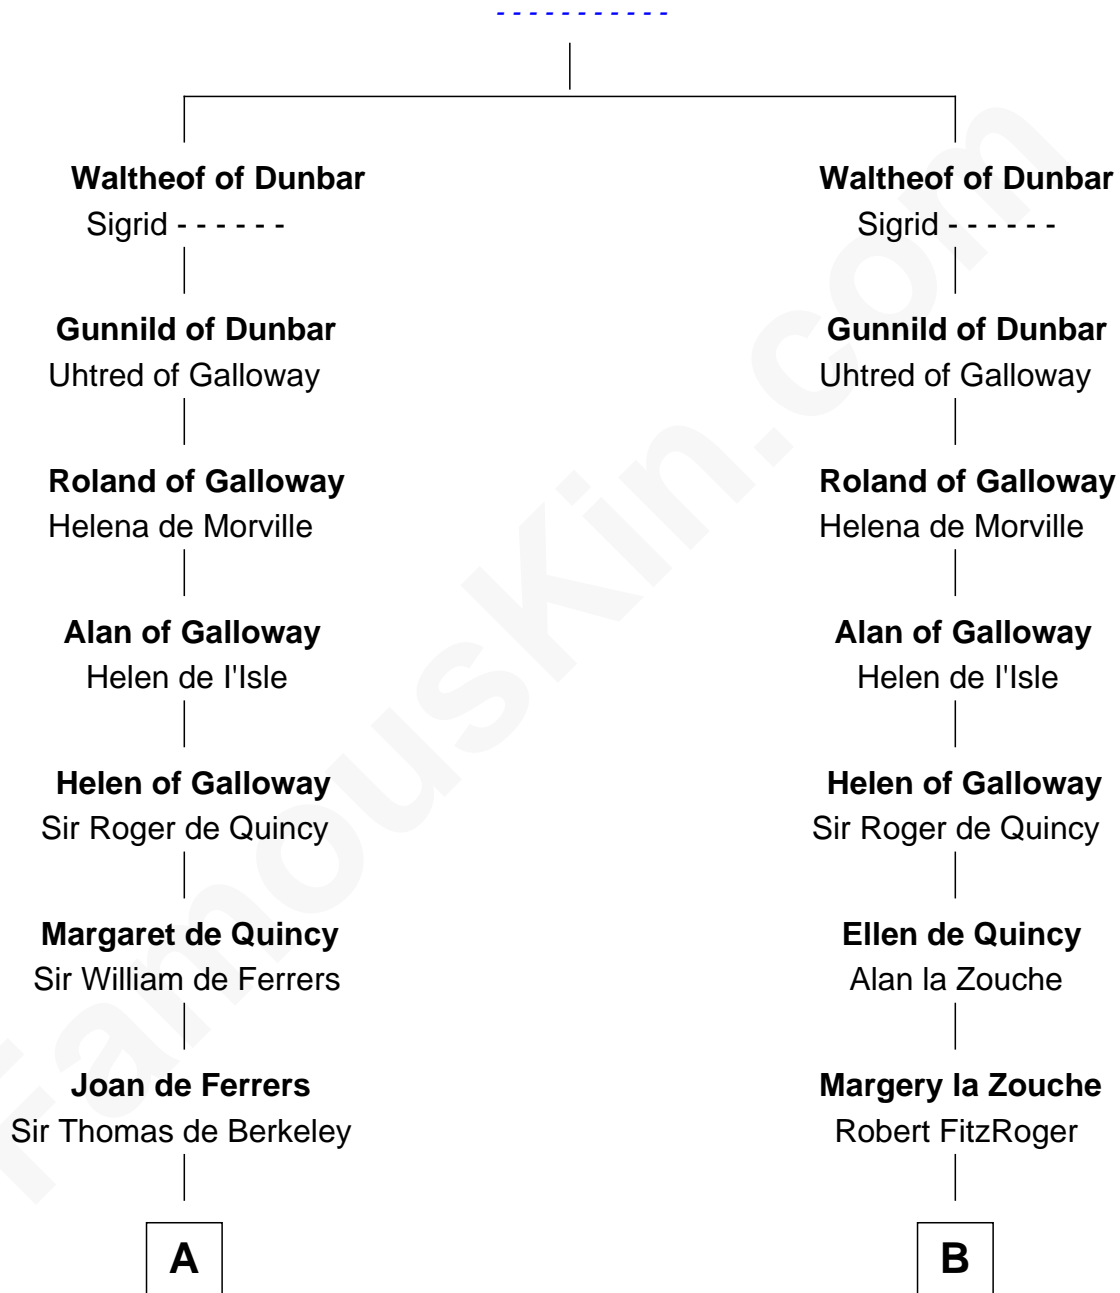 - - - - - - - - - - -
Waltheof of Dunbar
Sigrid - - - - - -
Gunnild of Dunbar
Uhtred of Galloway
Roland of Galloway
Helena de Morville
Alan of Galloway
Helen de I'Isle
Helen of Galloway
Sir Roger de Quincy
Margaret de Quincy
Sir William de Ferrers
Joan de Ferrers
Sir Thomas de Berkeley
A
Waltheof of Dunbar
Sigrid - - - - - -
Gunnild of Dunbar
Uhtred of Galloway
Roland of Galloway
Helena de Morville
Alan of Galloway
Helen de I'Isle
Helen of Galloway
Sir Roger de Quincy
Ellen de Quincy
Alan la Zouche
Margery la Zouche
Robert FitzRoger
B
FamousKin.com